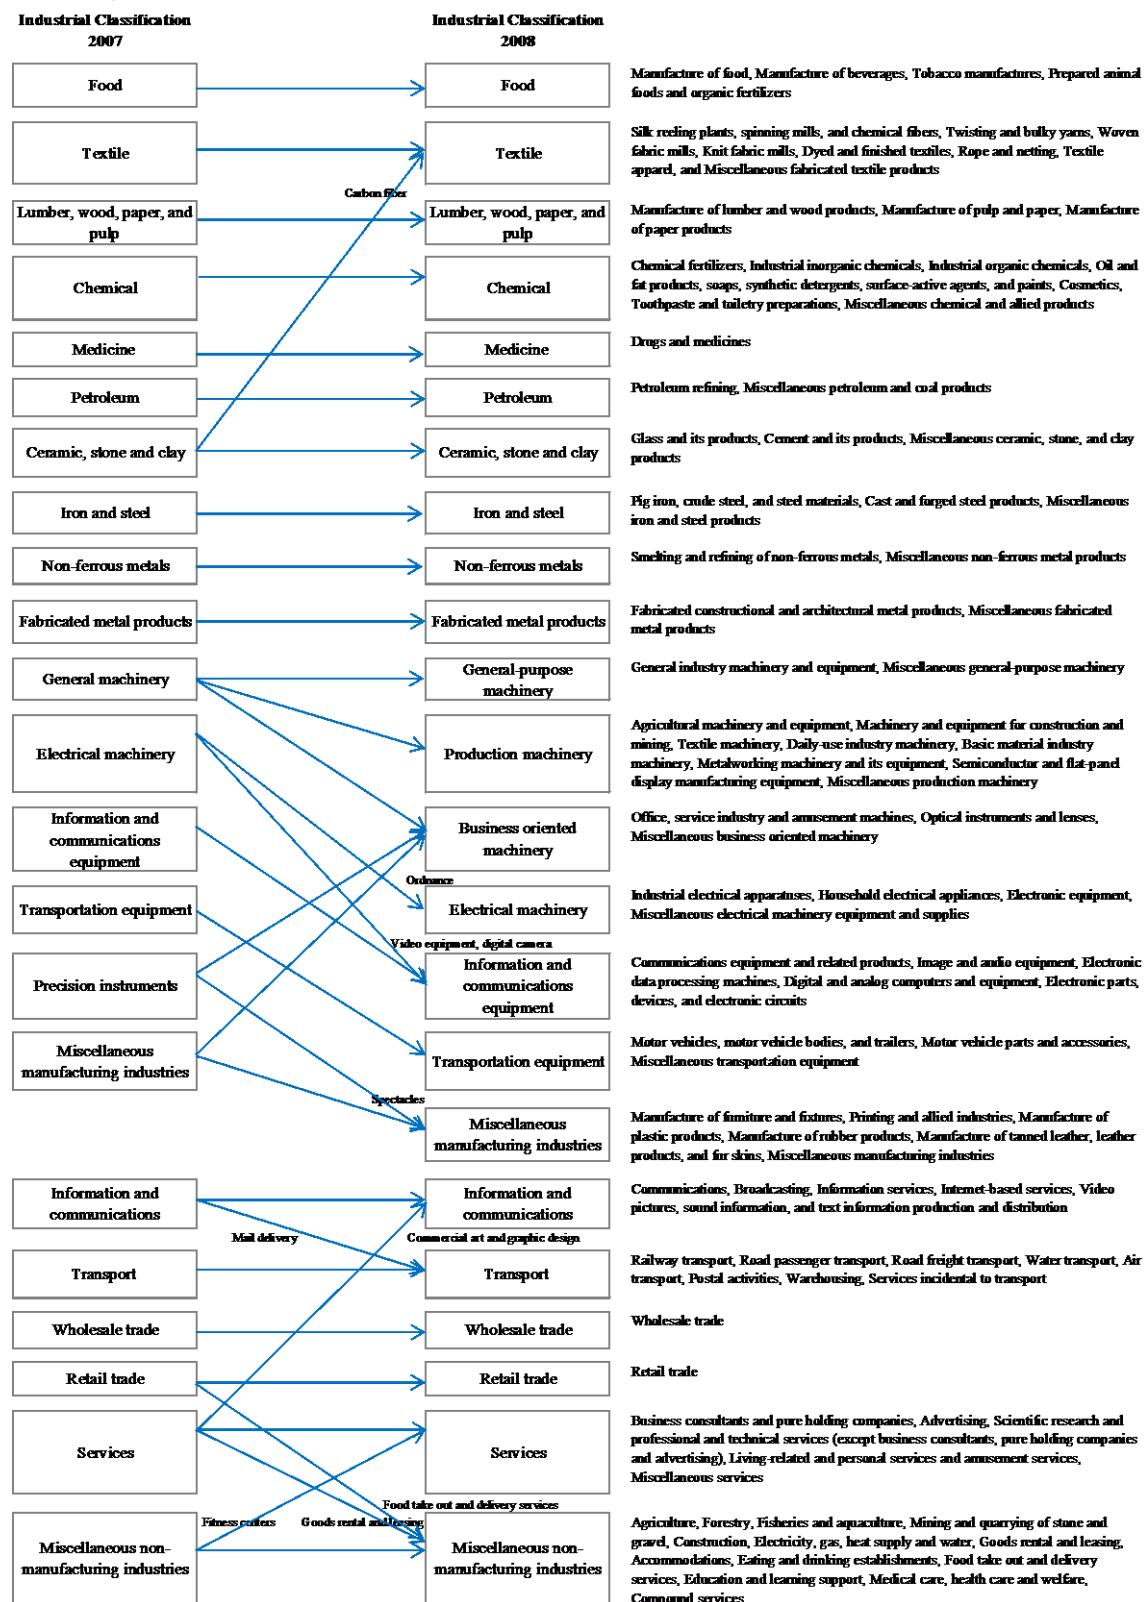 Industrial Classification
2007
Industrial Classification
2008
Food
Food
Manufacture of food, Manufacture of beverages, Tobacco manufactures, Prepared animal
foods and organic fertilizers
Textile
Textile
Silk reeling plants, spinning mills, and chemical fibers, Twisting and bulky yarns, Woven
fabric mills, Knit fabric mills, Dyed and finished textiles, Rope and netting, Textile
apparel, and Miscellaneous fabricated textile products
Carbon fiber
Lumber, wood, paper, and
pulp
Lumber, wood, paper, and
pulp
Manufacture of lumber and wood products, Manufacture of pulp and paper, Manufacture
of paper products
Chemical
Chemical
Chemical fertilizers, Industrial inorganic chemicals, Industrial organic chemicals, Oil and
fat products, soaps, synthetic detergents, surface-active agents, and paints, Cosmetics,
Toothpaste and toiletry preparations, Miscellaneous chemical and allied products
Medicine
Medicine
Drugs and medicines
Petroleum
Petroleum
Petroleum refining, Miscellaneous petroleum and coal products
Ceramic, stone and clay
Ceramic, stone and clay
Glass and its products, Cement and its products, Miscellaneous ceramic, stone, and clay
products
Iron and steel
Iron and steel
Pig iron, crude steel, and steel materials, Cast and forged steel products, Miscellaneous
iron and steel products
Non-ferrous metals
Non-ferrous metals
Smelting and refining of non-ferrous metals, Miscellaneous non-ferrous metal products
Fabricated metal products
Fabricated metal products
Fabricated constructional and architectural metal products, Miscellaneous fabricated
metal products
General machinery
General-purpose
machinery
General industry machinery and equipment, Miscellaneous general-purpose machinery
Electrical machinery
Production machinery
Agricultural machinery and equipment, Machinery and equipment for construction and
mining, Textile machinery, Daily-use industry machinery, Basic material industry
machinery, Metalworking machinery and its equipment, Semiconductor and flat-panel
display manufacturing equipment, Miscellaneous production machinery
Information and
communications
equipment
Business oriented
machinery
Office, service industry and amusement machines, Optical instruments and lenses,
Miscellaneous business oriented machinery
Ordnance
Transportation equipment
Electrical machinery
Industrial electrical apparatuses, Household electrical appliances, Electronic equipment,
Miscellaneous electrical machinery equipment and supplies
Video equipment, digital camera
Precision instruments
Information and
communications
equipment
Communications equipment and related products, Image and audio equipment, Electronic
data processing machines, Digital and analog computers and equipment, Electronic parts,
devices, and electronic circuits
Miscellaneous
manufacturing industries
Transportation equipment
Motor vehicles, motor vehicle bodies, and trailers, Motor vehicle parts and accessories,
Miscellaneous transportation equipment
Spectacles
Miscellaneous
manufacturing industries
Manufacture of furniture and fixtures, Printing and allied industries, Manufacture of
plastic products, Manufacture of rubber products, Manufacture of tanned leather, leather
products, and fur skins, Miscellaneous manufacturing industries
Information and
communications
Information and
communications
Communications, Broadcasting, Information services, Internet-based services, Video
pictures, sound information, and text information production and distribution
Mail delivery
Commercial art and graphic design
Transport
Transport
Railway transport, Road passenger transport, Road freight transport, Water transport, Air
transport, Postal activities, Warehousing, Services incidental to transport
Wholesale trade
Wholesale trade
Wholesale trade
Retail trade
Retail trade
Retail trade
Services
Services
Business consultants and pure holding companies, Advertising, Scientific research and
professional and technical services (except business consultants, pure holding companies
and advertising), Living-related and personal services and amusement services,
Miscellaneous services
Food take out and delivery services
Fitness centers
Goods rental and leasing
Miscellaneous non-
manufacturing industries
Miscellaneous non-
manufacturing industries
Agriculture, Forestry, Fisheries and aquaculture, Mining and quarrying of stone and
gravel, Construction, Electricity, gas, heat supply and water, Goods rental and leasing,
Accommodations, Eating and drinking establishments, Food take out and delivery
services, Education and learning support, Medical care, health care and welfare,
Compound services